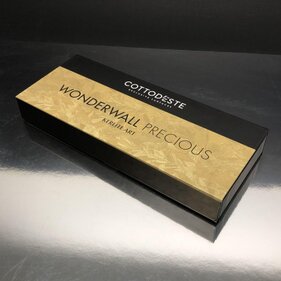 COTTODESTE
WONDERWALL PRECIOUS
KERLITE ART